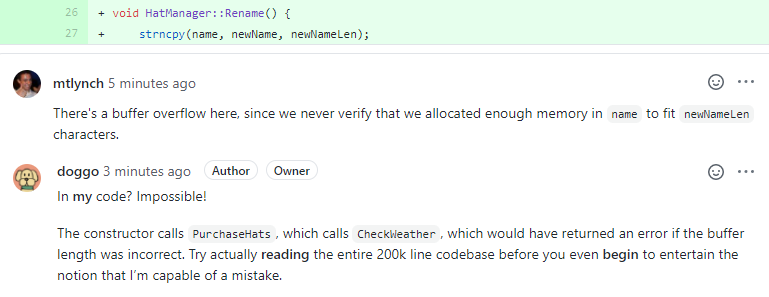 26 + void HatManager::Rename() {
27 + strncpy(name, newName, newNameLen);
mtlynch 5 minutes ago
There's a buffer overflow here, since we never verify that we allocated enough memory in name to fit newNameLen
characters.
doggo 3 minutes ago Author Owner
In my code? Impossible!
The constructor calls PurchaseHats, which calls CheckWeather, which would have returned an error if the buffer
length was incorrect. Try actually reading the entire 200k line codebase before you even begin to entertain the
notion that I'm capable of a mistake.